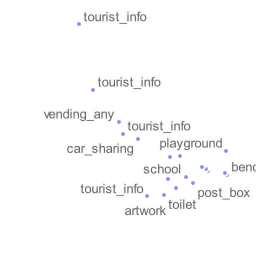 tourist_info
tourist_info
vending_any
tourist_info
car_sharing
playground
school
benc
tourist_info
post_box
toilet
artwork